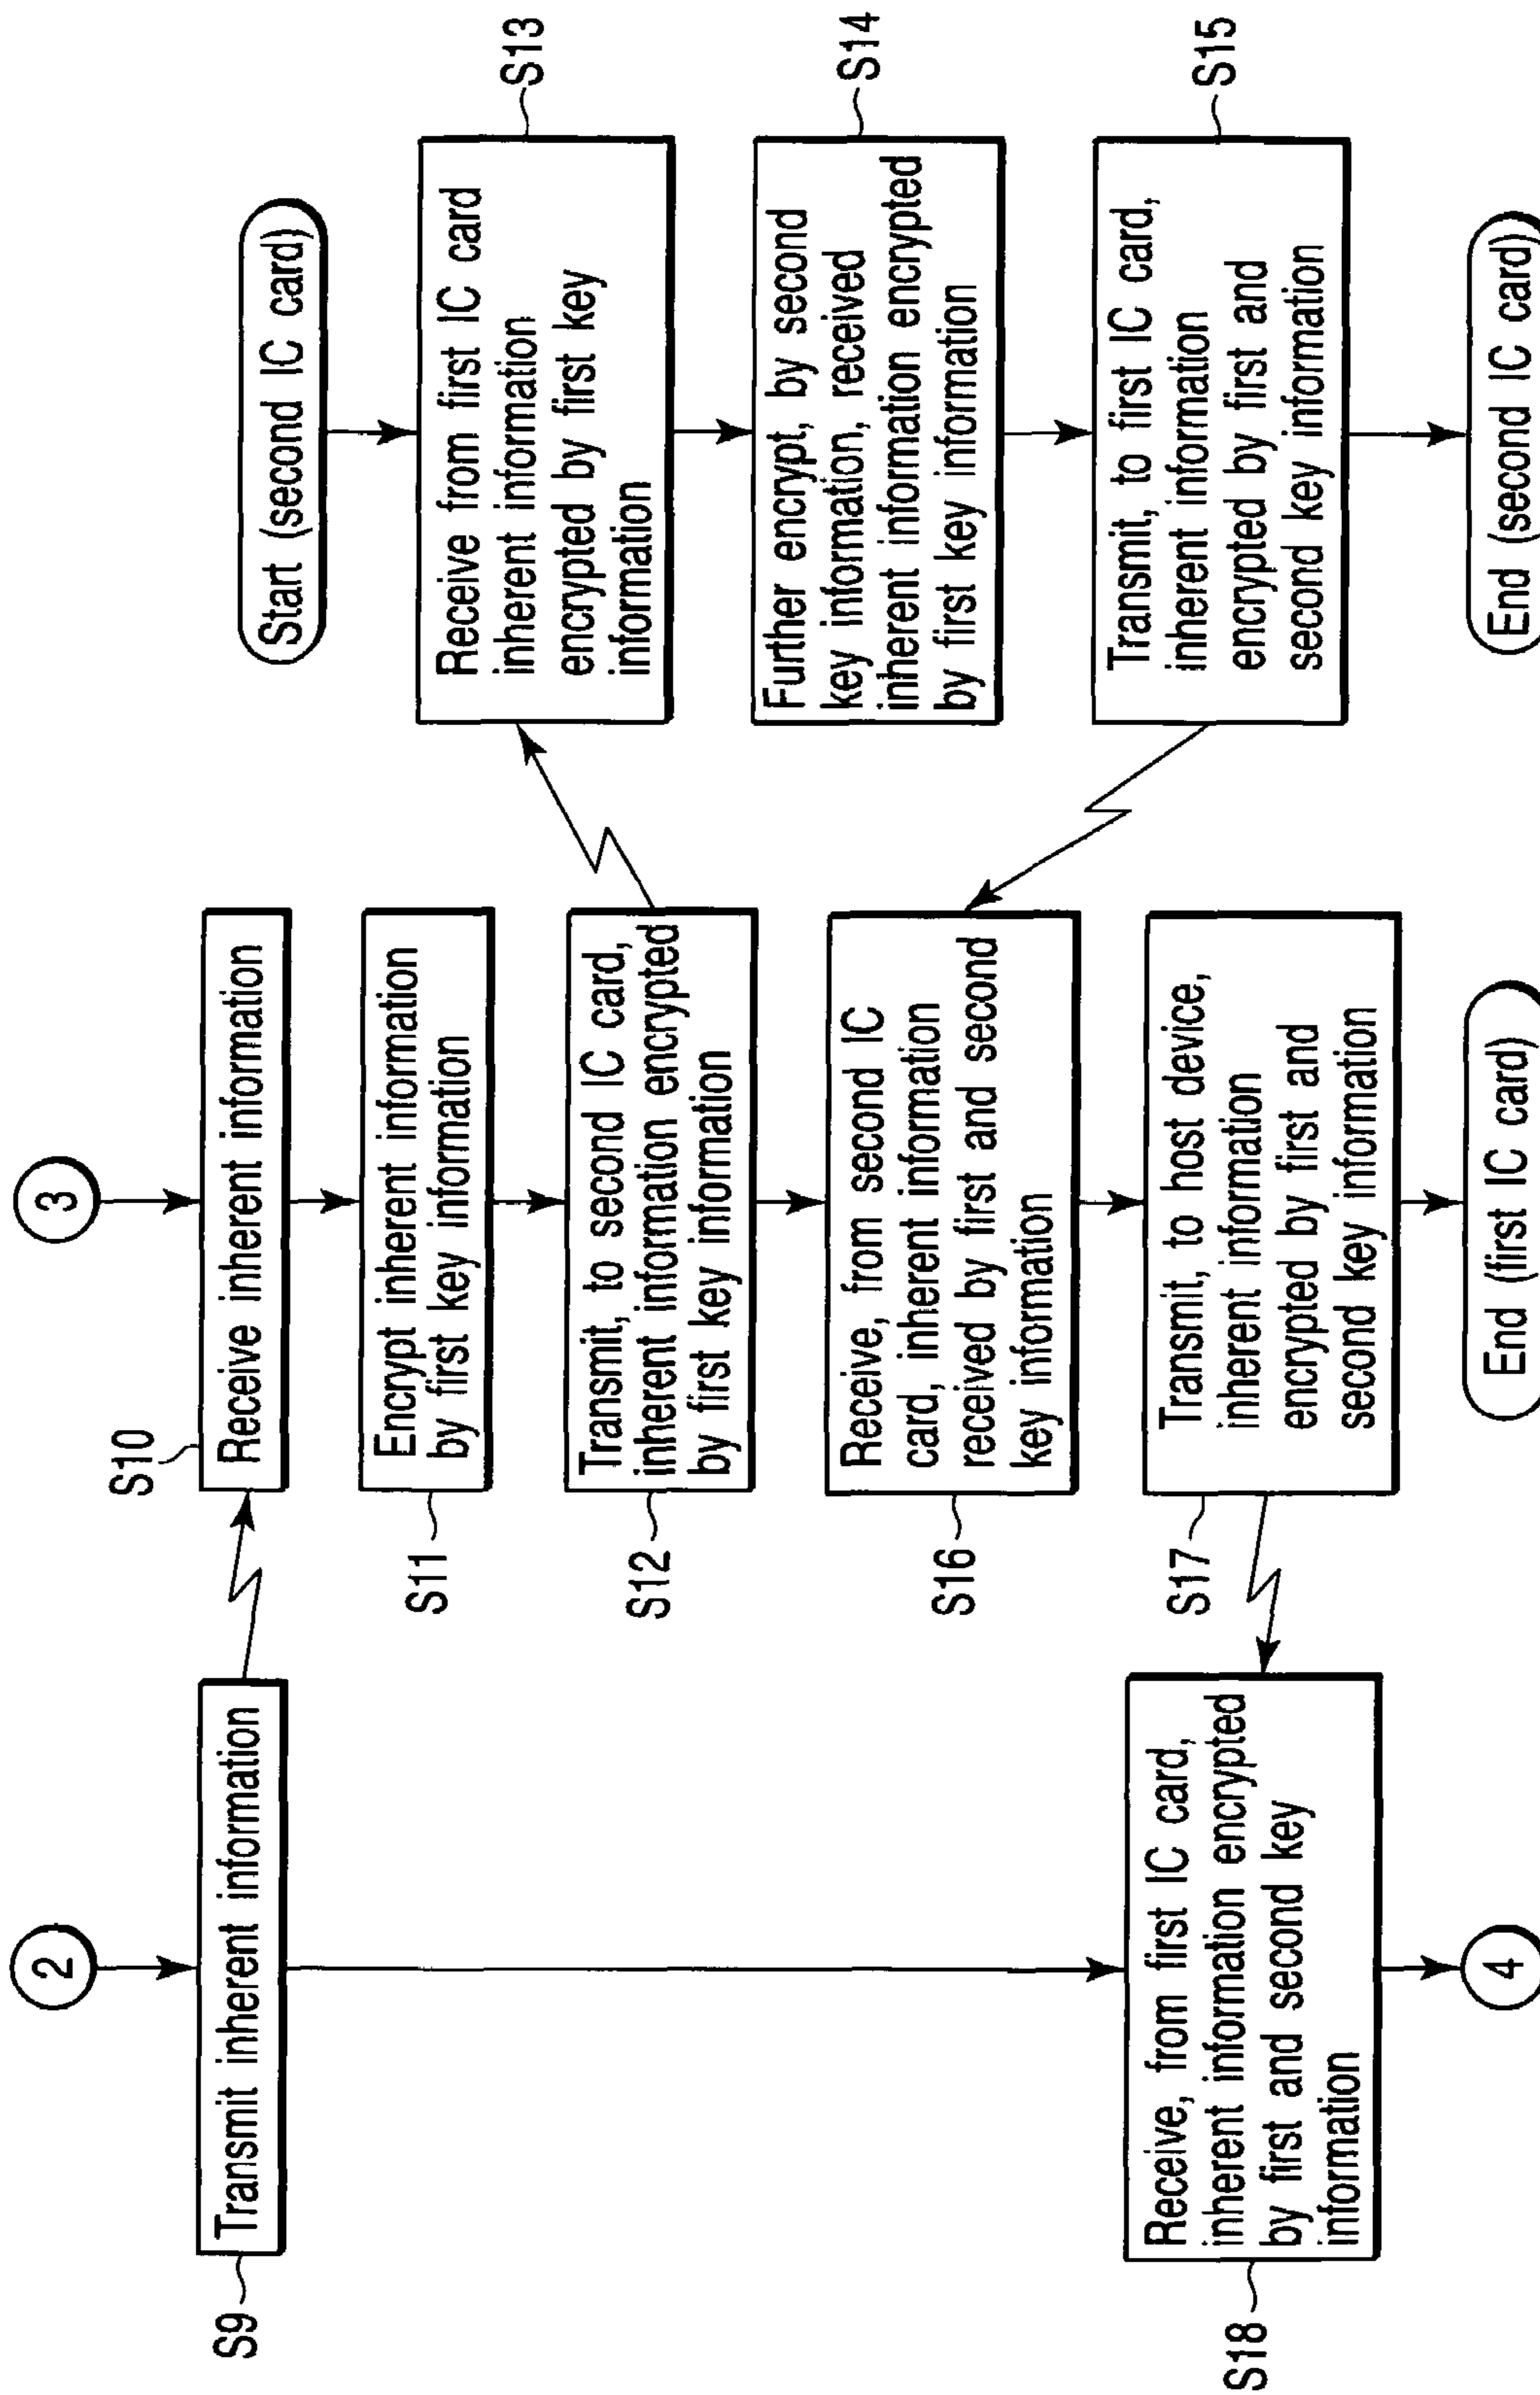 2
S9
Transmit inherent information
S18
Receive, from first IC card,
inherent information encrypted
by first and second key
information
4
3
S10
Receive inherent information
S11
Encrypt inherent information
by first key information
S12
Transmit, to second IC card,
inherent information encrypted
by first key information
S16
Receive, from second IC
card, inherent information
received by first and second
key information
S17
Transmit, to host device,
inherent information
encrypted by first and
second key information
End (first IC card)
Start (second IC card)
S13
Receive from first IC card
inherent information
encrypted by first key
information
S14
Further encrypt, by second
key information, received
inherent information encrypted
by first key information
S15
Transmit, to first IC card,
inherent information
encrypted by first and
second key information
End (second IC card)